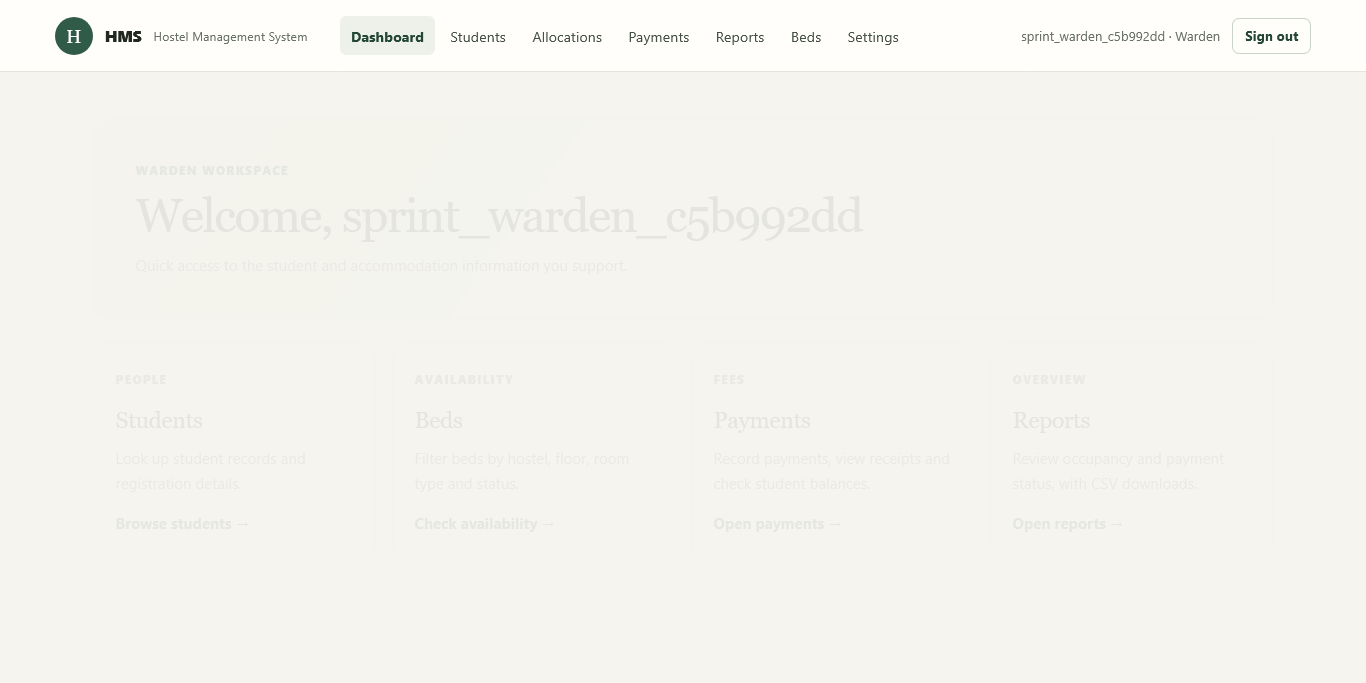 H HMS Hostel Management System Dashboard Students Allocations Payments Reports Beds Settings sprint_warden_c5b992dd · Warden Sign out
WARDEN WORKSPACE
Welcome, sprint_warden_c5b992dd
Quick access to the student and accommodation information you support.
PEOPLE
Students
Look up student records and
registration details.
Browse students →
AVAILABILITY
Beds
Filter beds by hostel, floor, room
type and status.
Check availability →
FEES
Payments
Record payments, view receipts and
check student balances.
Open payments →
OVERVIEW
Reports
Review occupancy and payment
status, with CSV downloads.
Open reports →